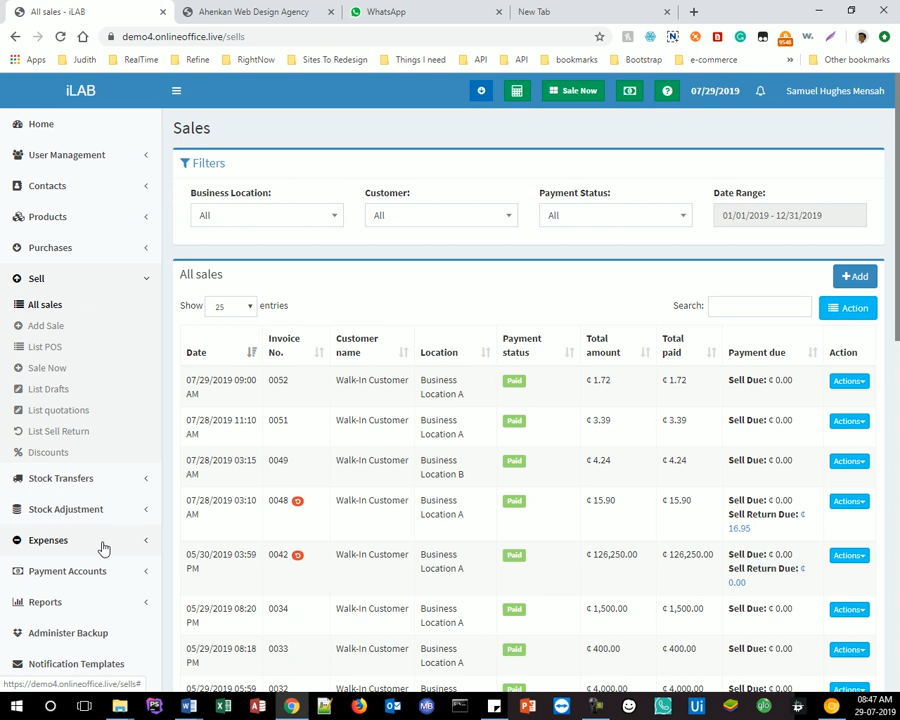 All sales - iLAB
Ahenkan Web Design Agency
WhatsApp
New Tab
demo4.onlineoffice.live/sells
Apps
Judith
RealTime
Refine
RightNow
Sites To Redesign
Things I need
API
API
bookmarks
Bootstrap
e-commerce
»
Other bookmarks
iLAB
Sale Now
07/29/2019
Samuel Hughes Mensah
Home
User Management
Contacts
Products
Purchases
Sell
All sales
Add Sale
List POS
Sale Now
List Drafts
List quotations
List Sell Return
Discounts
Stock Transfers
Stock Adjustment
Expenses
Payment Accounts
Reports
Administer Backup
Notification Templates
https://demo4.onlineoffice.live/sells#
Sales
Filters
Business Location: Customer: Payment Status: Date Range:
All All All 01/01/2019 - 12/31/2019
All sales
+ Add
Show 25 entries
Search:
Action
Date Invoice No. Customer name Location Payment status Total amount Total paid Payment due Action
07/29/2019 09:00 AM 0052 Walk-In Customer Business Location A Paid ¢ 1.72 ¢ 1.72 Sell Due: ¢ 0.00 Actions
07/28/2019 11:10 AM 0051 Walk-In Customer Business Location A Paid ¢ 3.39 ¢ 3.39 Sell Due: ¢ 0.00 Actions
07/28/2019 03:15 AM 0049 Walk-In Customer Business Location B Paid ¢ 4.24 ¢ 4.24 Sell Due: ¢ 0.00 Actions
07/28/2019 03:10 AM 0048 Walk-In Customer Business Location A Paid ¢ 15.90 ¢ 15.90 Sell Due: ¢ 0.00 Sell Return Due: ¢ 16.95 Actions
05/30/2019 03:59 PM 0042 Walk-In Customer Business Location A Paid ¢ 126,250.00 ¢ 126,250.00 Sell Due: ¢ 0.00 Sell Return Due: ¢ 0.00 Actions
05/29/2019 08:20 PM 0034 Walk-In Customer Business Location A Paid ¢ 1,500.00 ¢ 1,500.00 Sell Due: ¢ 0.00 Actions
05/29/2019 08:18 PM 0033 Walk-In Customer Business Location A Paid ¢ 400.00 ¢ 400.00 Sell Due: ¢ 0.00 Actions
05/29/2019 05:59 0032 Walk-In Customer Business Paid ¢ 4,000.00 ¢ 4,000.00 Sell Due: ¢ 0.00 Actions
08:47 AM
29-07-2019